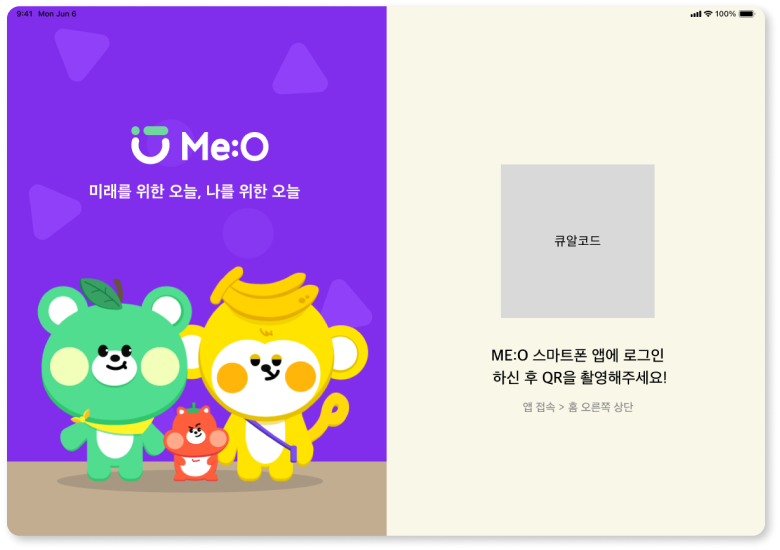 9:41 Mon Jun 6
100%
Me:O
미래를 위한 오늘, 나를 위한 오늘
큐알코드
ME:O 스마트폰 앱에 로그인
하신 후 QR을 촬영해주세요!
앱 접속 > 홈 오른쪽 상단